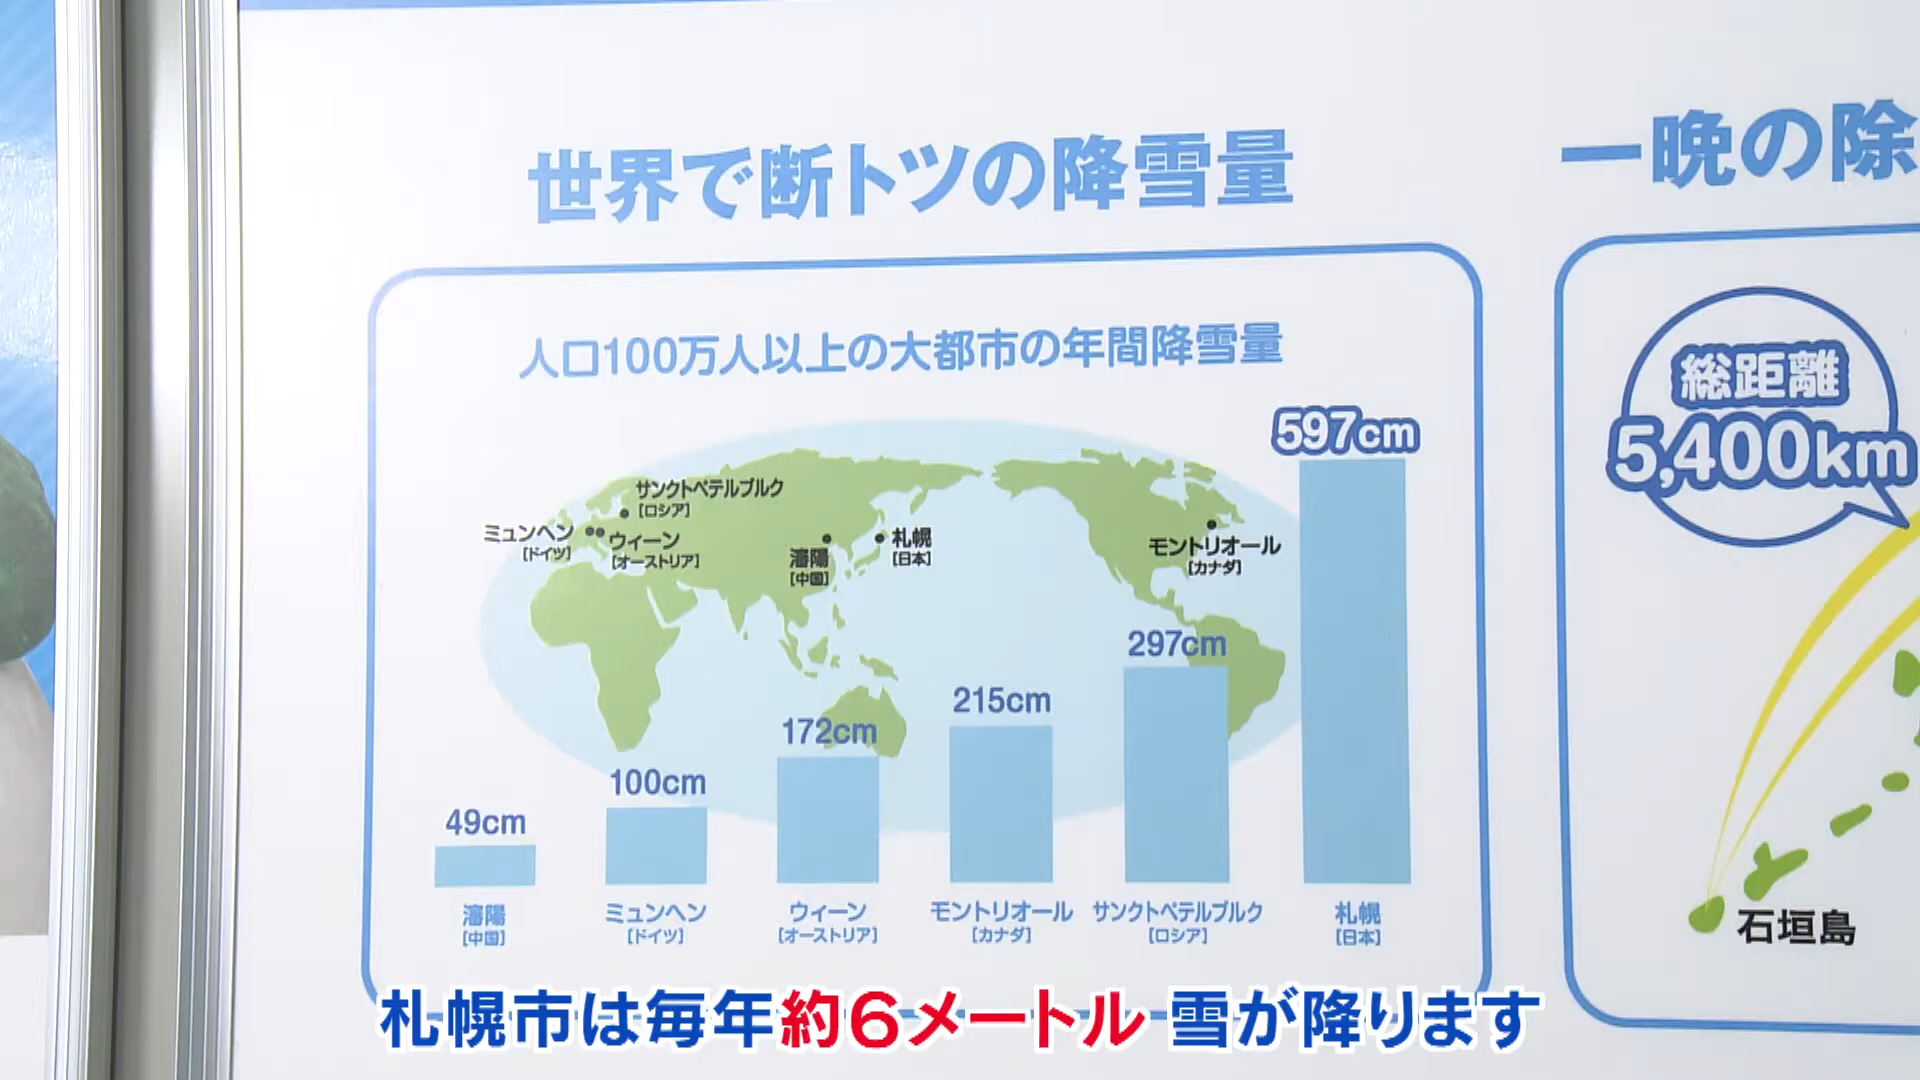 世界で断トツの降雪量
人口100万人以上の大都市の年間降雪量
サンクトペテルブルク
[ロシア]
ミュンヘン
[ドイツ]
ウィーン
[オーストリア]
瀋陽
[中国]
札幌
[日本]
モントリオール
[カナダ]
49cm
100cm
172cm
215cm
297cm
597cm
瀋陽
[中国]
ミュンヘン
[ドイツ]
ウィーン
[オーストリア]
モントリオール
[カナダ]
サンクトペテルブルク
[ロシア]
札幌
[日本]
一晩の除
総距離
5,400km
石垣島
札幌市は毎年約6メートル 雪が降ります